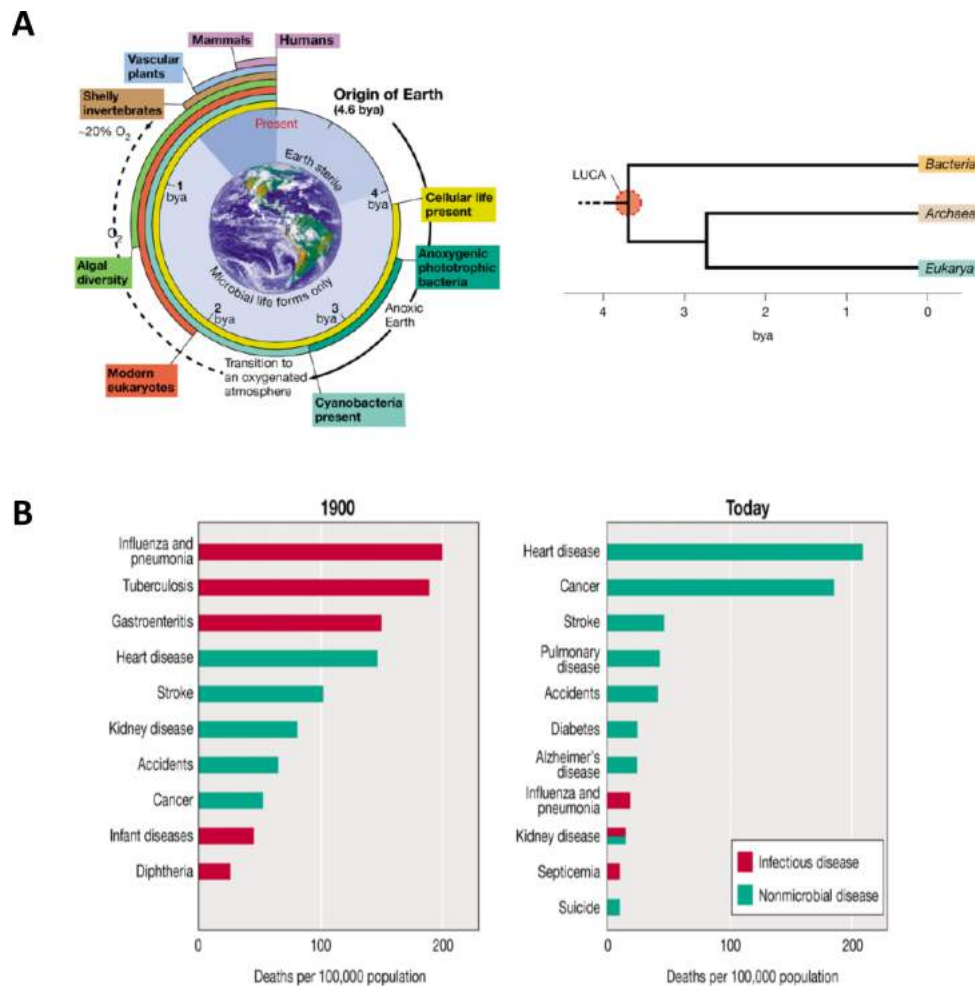 A
Mammals
Humans
Vascular
plants
Shelly
invertebrates
~20% O2
Origin of Earth
(4.6 bya)
Present
Earth sterile
1
bya
4
bya
Cellular life
present
Anoxygenic
phototrophic
bacteria
O2
Algal
diversity
Microbial life forms only
2
bya
3
bya
Anoxic
Earth
Modern
eukaryotes
Transition to
an oxygenated
atmosphere
Cyanobacteria
present
LUCA
Bacteria
Archaea
Eukarya
4 3 2 1 0
bya
B
1900
Influenza and
pneumonia
Tuberculosis
Gastroenteritis
Heart disease
Stroke
Kidney disease
Accidents
Cancer
Infant diseases
Diphtheria
0 100 200
Deaths per 100,000 population
Today
Heart disease
Cancer
Stroke
Pulmonary
disease
Accidents
Diabetes
Alzheimer's
disease
Influenza and
pneumonia
Kidney disease
Septicemia
Suicide
Infectious disease
Nonmicrobial disease
0 100 200
Deaths per 100,000 population